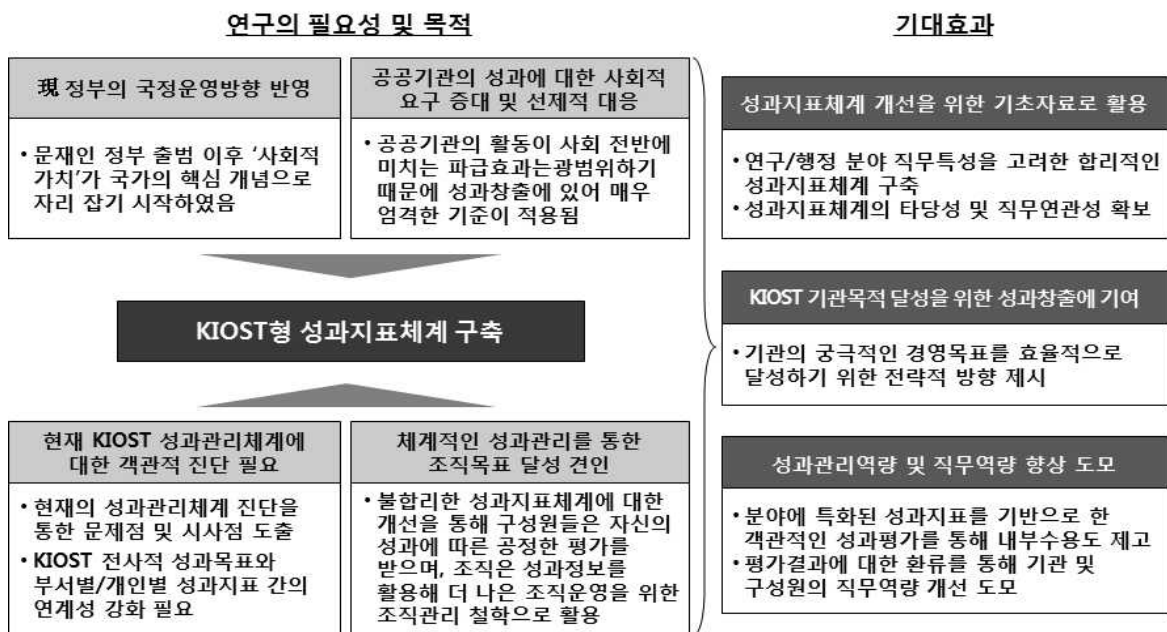 연구의 필요성 및 목적
現 정부의 국정운영방향 반영
• 문재인 정부 출범 이후 '사회적
가치'가 국가의 핵심 개념으로
자리 잡기 시작하였음
공공기관의 성과에 대한 사회적
요구 증대 및 선제적 대응
• 공공기관의 활동이 사회 전반에
미치는 파급효과는광범위하기
때문에 성과창출에 있어 매우
엄격한 기준이 적용됨
KIOST형 성과지표체계 구축
현재 KIOST 성과관리체계에
대한 객관적 진단 필요
• 현재의 성과관리체계 진단을
통한 문제점 및 시사점 도출
• KIOST 전사적 성과목표와
부서별/개인별 성과지표 간의
연계성 강화 필요
체계적인 성과관리를 통한
조직목표 달성 견인
• 불합리한 성과지표체계에 대한
개선을 통해 구성원들은 자신의
성과에 따른 공정한 평가를
받으며, 조직은 성과정보를
활용해 더 나은 조직운영을 위한
조직관리 철학으로 활용
기대효과
성과지표체계 개선을 위한 기초자료로 활용
• 연구/행정 분야 직무특성을 고려한 합리적인
성과지표체계 구축
• 성과지표체계의 타당성 및 직무연관성 확보
KIOST 기관목적 달성을 위한 성과창출에 기여
• 기관의 궁극적인 경영목표를 효율적으로
달성하기 위한 전략적 방향 제시
성과관리역량 및 직무역량 향상 도모
• 분야에 특화된 성과지표를 기반으로 한
객관적인 성과평가를 통해 내부수용도 제고
• 평가결과에 대한 환류를 통해 기관 및
구성원의 직무역량 개선 도모